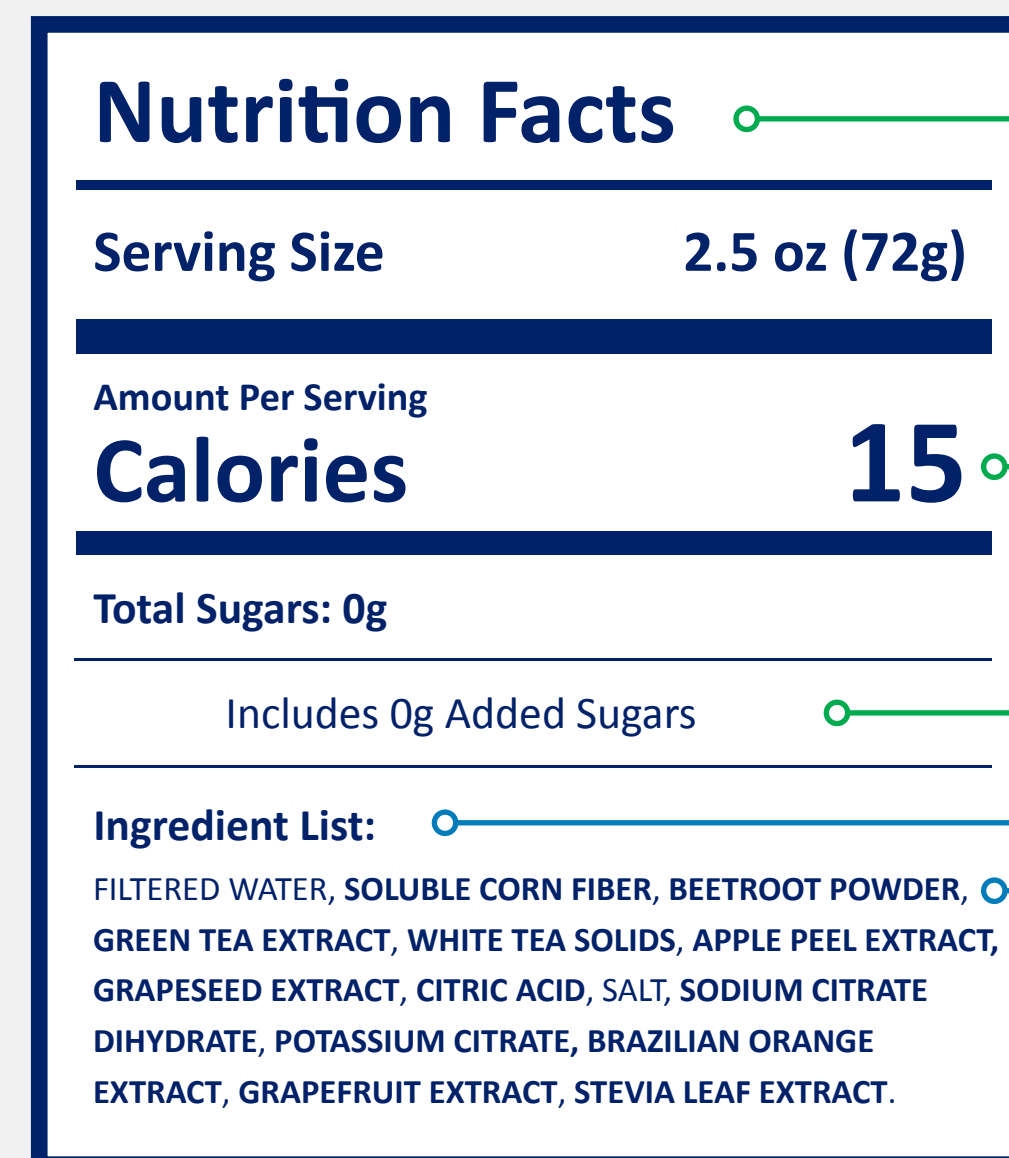 Nutrition Facts
Serving Size 2.5 oz (72g)
Amount Per Serving
Calories 15
Total Sugars: 0g
Includes 0g Added Sugars
Ingredient List:
FILTERED WATER, SOLUBLE CORN FIBER, BEETROOT POWDER,
GREEN TEA EXTRACT, WHITE TEA SOLIDS, APPLE PEEL EXTRACT,
GRAPESEED EXTRACT, CITRIC ACID, SALT, SODIUM CITRATE
DIHYDRATE, POTASSIUM CITRATE, BRAZILIAN ORANGE
EXTRACT, GRAPEFRUIT EXTRACT, STEVIA LEAF EXTRACT.